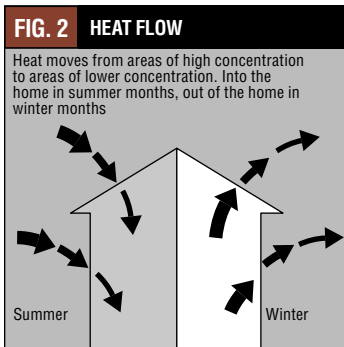 FIG. 2 HEAT FLOW
Heat moves from areas of high concentration
to areas of lower concentration. Into the
home in summer months, out of the home in
winter months
Summer Winter